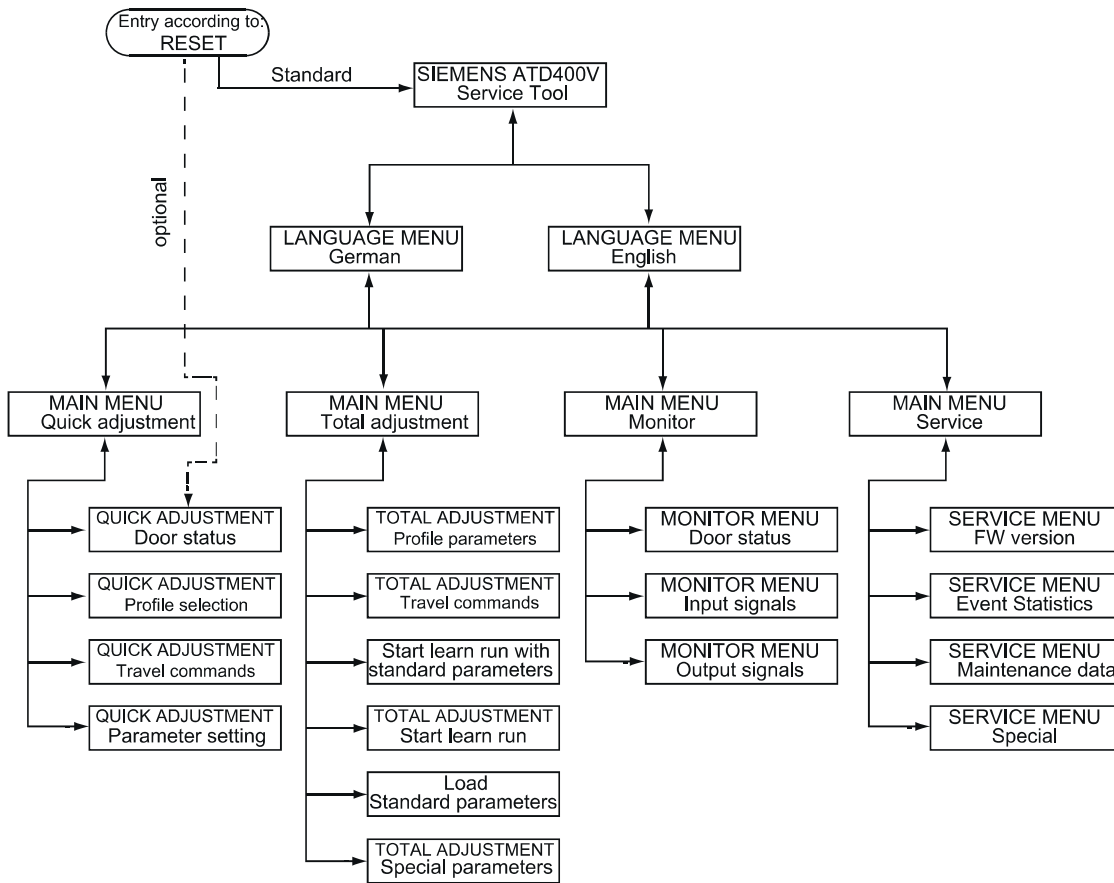 Entry according to:
RESET
Standard
SIEMENS ATD400V
Service Tool
optional
LANGUAGE MENU
German
LANGUAGE MENU
English
MAIN MENU
Quick adjustment
MAIN MENU
Total adjustment
MAIN MENU
Monitor
MAIN MENU
Service
QUICK ADJUSTMENT
Door status
QUICK ADJUSTMENT
Profile selection
QUICK ADJUSTMENT
Travel commands
QUICK ADJUSTMENT
Parameter setting
TOTAL ADJUSTMENT
Profile parameters
TOTAL ADJUSTMENT
Travel commands
Start learn run with
standard parameters
TOTAL ADJUSTMENT
Start learn run
Load
Standard parameters
TOTAL ADJUSTMENT
Special parameters
MONITOR MENU
Door status
MONITOR MENU
Input signals
MONITOR MENU
Output signals
SERVICE MENU
FW version
SERVICE MENU
Event Statistics
SERVICE MENU
Maintenance data
SERVICE MENU
Special